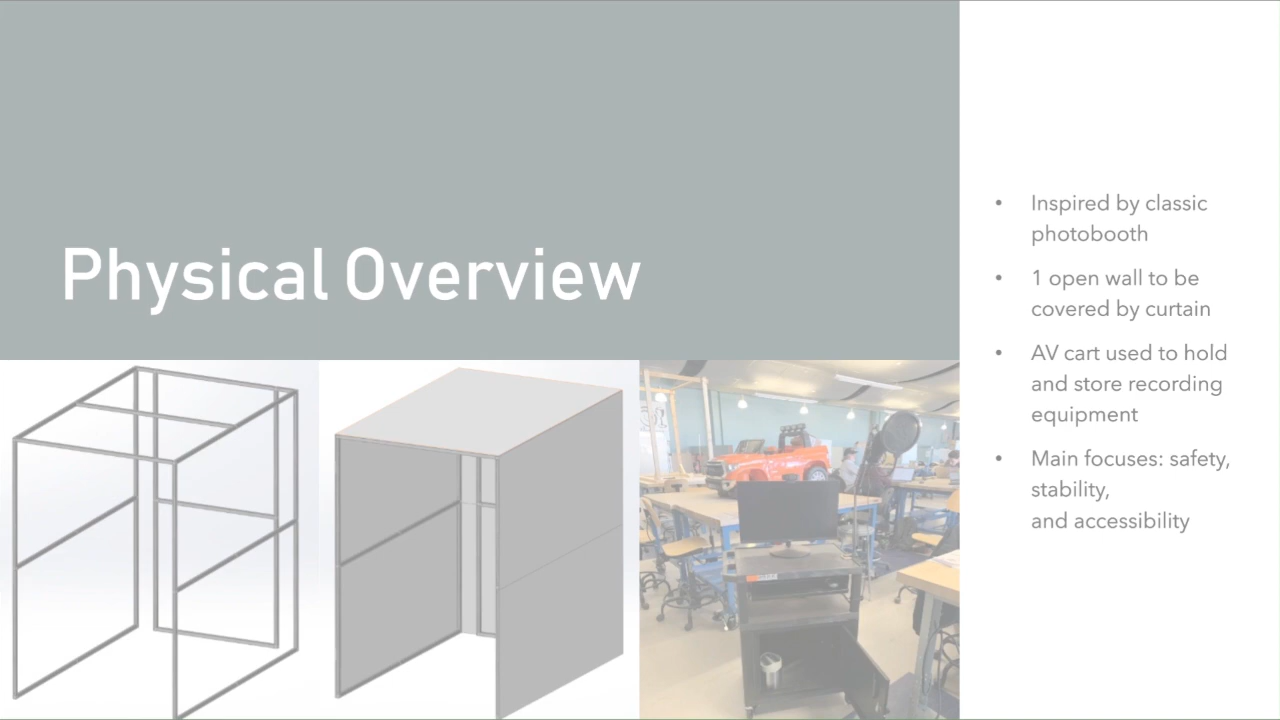 Physical Overview
• Inspired by classic
photobooth
• 1 open wall to be
covered by curtain
• AV cart used to hold
and store recording
equipment
• Main focuses: safety,
stability,
and accessibility